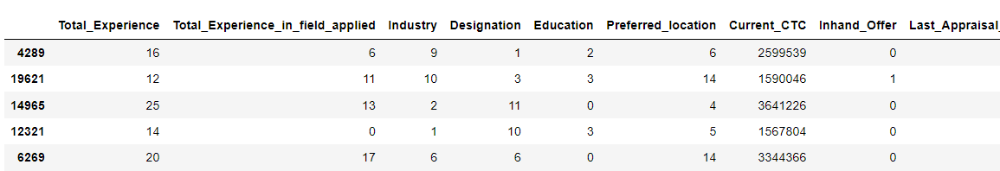 Total_Experience Total_Experience_in_field_applied Industry Designation Education Preferred_location Current_CTC Inhand_Offer Last_Appraisal_
4289 16 6 9 1 2 6 2599539 0
19621 12 11 10 3 3 14 1590046 1
14965 25 13 2 11 0 4 3641226 0
12321 14 0 1 10 3 5 1567804 0
6269 20 17 6 6 0 14 3344366 0